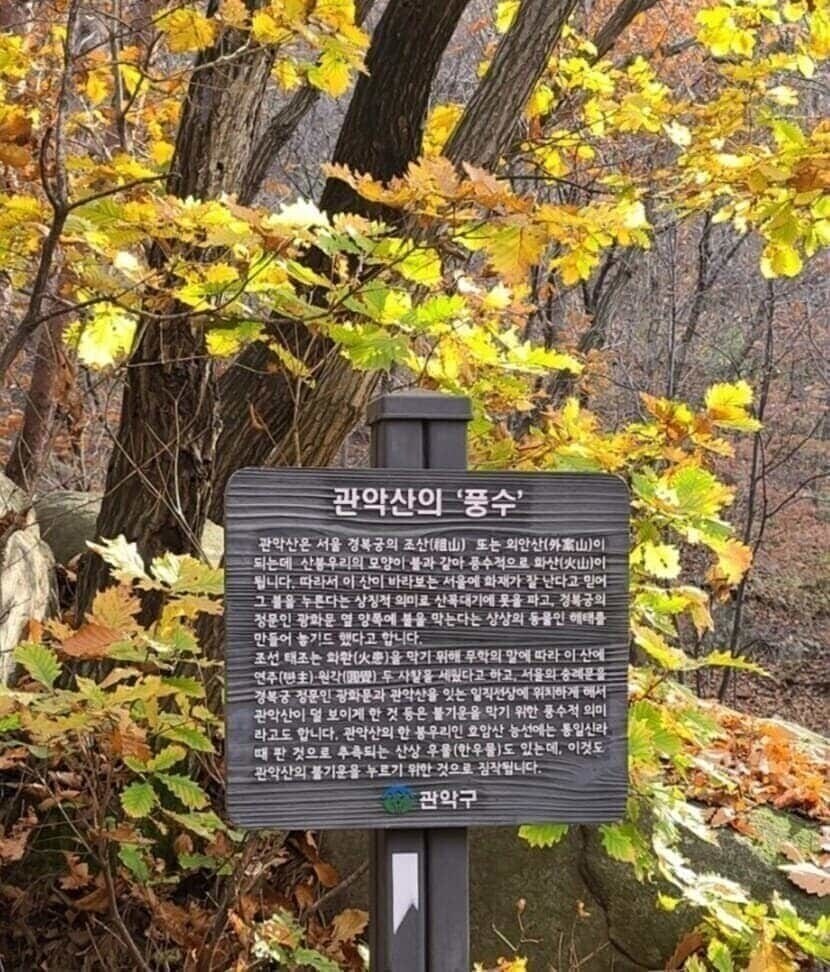 관악산의 '풍수'
관악산은 서울 경복궁의 조산(祖山) 또는 외안산(外案山)이
되는데 산봉우리의 모양이 불과 같아 풍수적으로 화산(火山)이
됩니다. 따라서 이 산이 바라보는 서울에 화재가 잘 난다고 믿어
그 불을 누른다는 상징적 의미로 산꼭대기에 못을 파고, 경복궁의
정문인 광화문 옆 양쪽에 불을 막는다는 상상의 동물인 해태를
만들어 놓기도 했다고 합니다.
조선 태조는 화환(火患)을 막기 위해 무학의 말에 따라 이 산에
연주(戀主) 원각(圓覺) 두 사찰을 세웠다고 하고, 서울의 숭례문을
경복궁 정문인 광화문과 관악산을 잇는 일직선상에 위치하게 해서
관악산이 덜 보이게 한 것 등은 불기운을 막기 위한 풍수적 의미
라고도 합니다. 관악산의 한 봉우리인 호암산 능선에는 통일신라
때 판 것으로 추측되는 산상 우물(한우물)도 있는데, 이것도
관악산의 불기운을 누르기 위한 것으로 짐작됩니다.
관악구